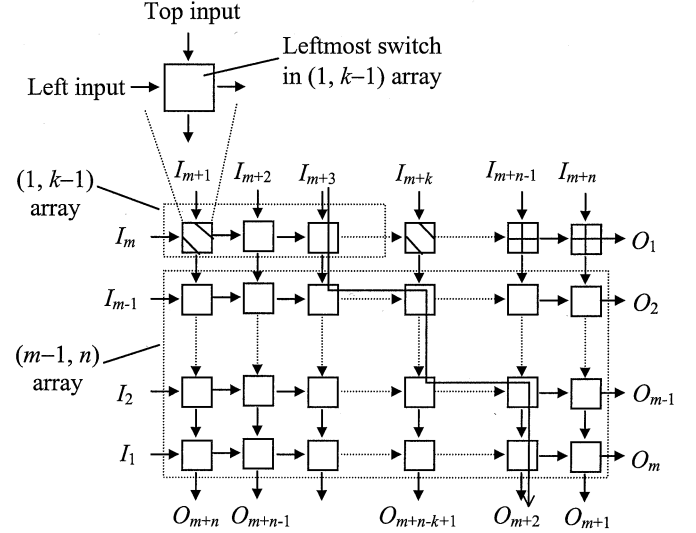 Top input
Leftmost switch
in (1, k–1) array
Left input
(1, k–1)
array
I_{m+1} I_{m+2} I_{m+3} I_{m+k} I_{m+n-1} I_{m+n}
I_m O_1
I_{m-1} O_2
(m–1, n)
array
I_2 O_{m-1}
I_1 O_m
O_{m+n} O_{m+n-1} O_{m+n-k+1} O_{m+2} O_{m+1}